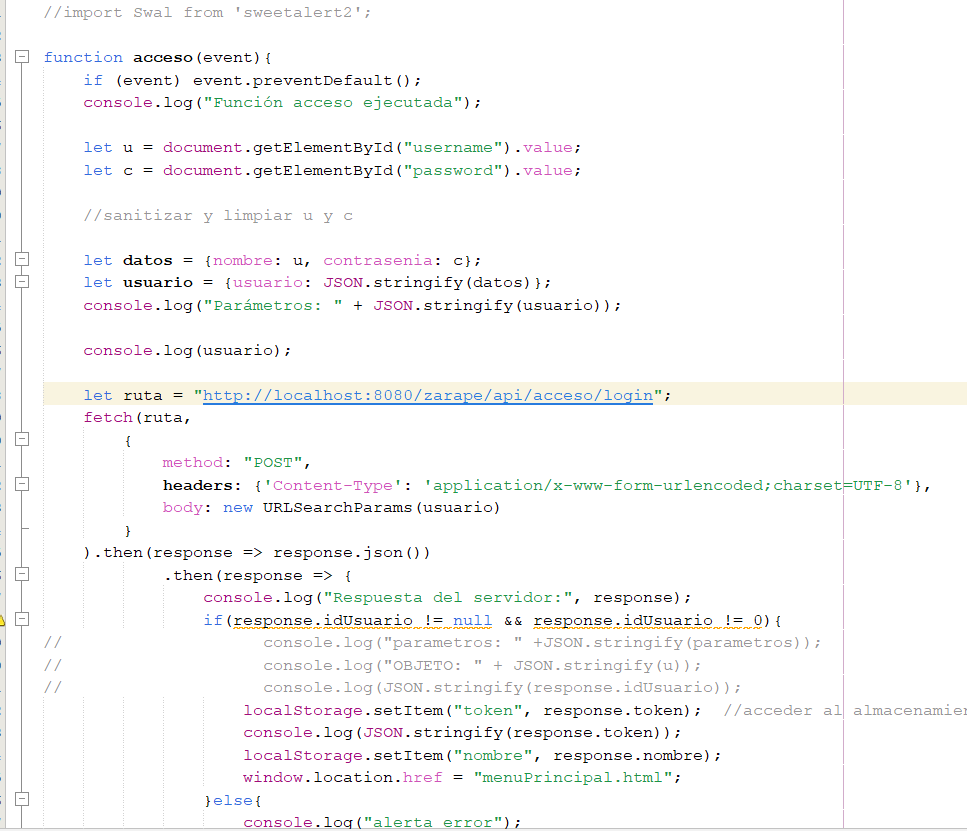 //import Swal from 'sweetalert2';
function acceso(event){
if (event) event.preventDefault();
console.log("Función acceso ejecutada");
let u = document.getElementById("username").value;
let c = document.getElementById("password").value;
//sanitizar y limpiar u y c
let datos = {nombre: u, contrasenia: c};
let usuario = {usuario: JSON.stringify(datos)};
console.log("Parámetros: " + JSON.stringify(usuario));
console.log(usuario);
let ruta = "http://localhost:8080/zarape/api/acceso/login";
fetch(ruta,
{
method: "POST",
headers: {'Content-Type': 'application/x-www-form-urlencoded;charset=UTF-8'},
body: new URLSearchParams(usuario)
}
).then(response => response.json())
.then(response => {
console.log("Respuesta del servidor:", response);
if(response.idUsuario != null && response.idUsuario != 0){
// console.log("parametros: " +JSON.stringify(parametros));
// console.log("OBJETO: " + JSON.stringify(u));
// console.log(JSON.stringify(response.idUsuario));
localStorage.setItem("token", response.token); //acceder al
console.log(JSON.stringify(response.token));
localStorage.setItem("nombre", response.nombre);
window.location.href = "menuPrincipal.html";
}else{
console.log("alerta error");